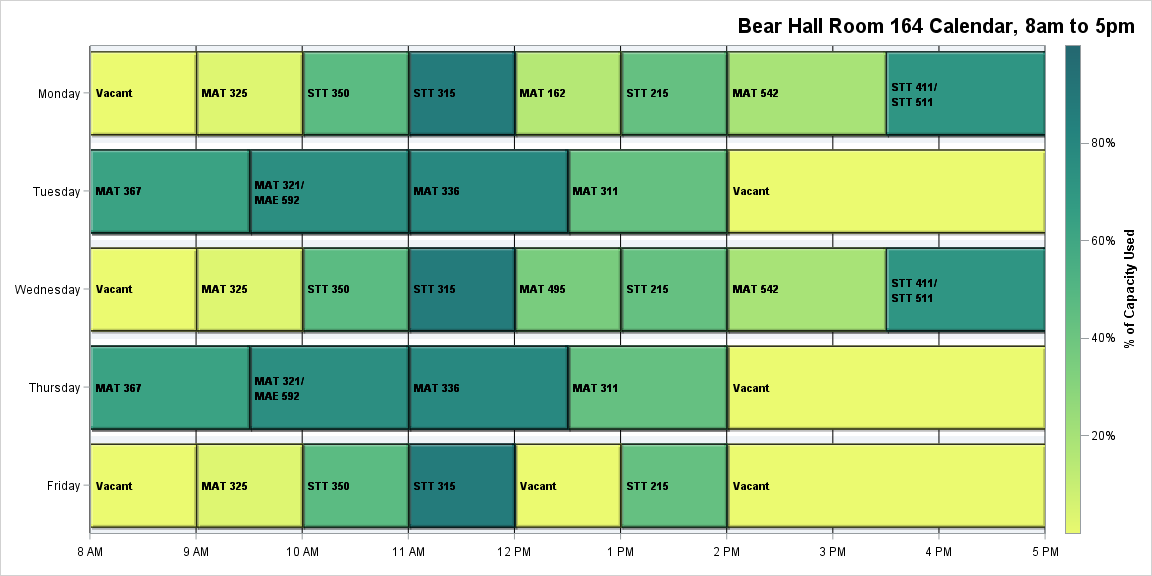 Bear Hall Room 164 Calendar, 8am to 5pm
Monday
Vacant
MAT 325
STT 350
STT 315
MAT 162
STT 215
MAT 542
STT 411/
STT 511
Tuesday
MAT 367
MAT 321/
MAE 592
MAT 336
MAT 311
Vacant
Wednesday
Vacant
MAT 325
STT 350
STT 315
MAT 495
STT 215
MAT 542
STT 411/
STT 511
Thursday
MAT 367
MAT 321/
MAE 592
MAT 336
MAT 311
Vacant
Friday
Vacant
MAT 325
STT 350
STT 315
Vacant
STT 215
Vacant
8 AM
9 AM
10 AM
11 AM
12 PM
1 PM
2 PM
3 PM
4 PM
5 PM
80%
60%
40%
20%
% of Capacity Used